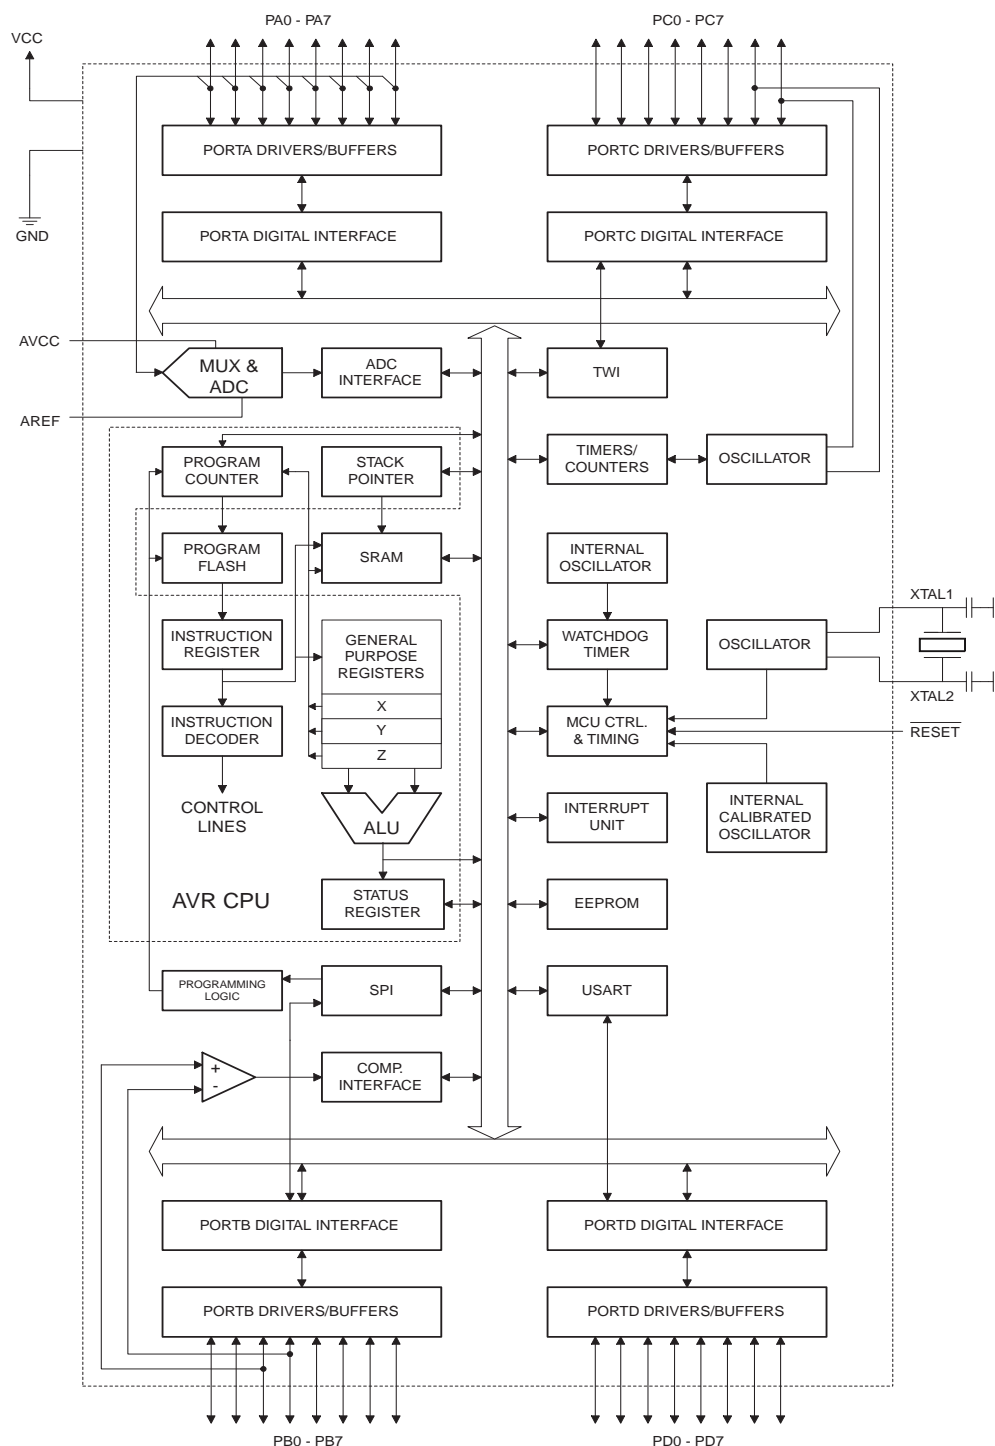 PA0 - PA7
PC0 - PC7
VCC
PORTA DRIVERS/BUFFERS
PORTC DRIVERS/BUFFERS
GND
PORTA DIGITAL INTERFACE
PORTC DIGITAL INTERFACE
AVCC
MUX &
ADC
ADC
INTERFACE
TWI
AREF
PROGRAM
COUNTER
STACK
POINTER
TIMERS/
COUNTERS
OSCILLATOR
PROGRAM
FLASH
SRAM
INTERNAL
OSCILLATOR
XTAL1
INSTRUCTION
REGISTER
GENERAL
PURPOSE
REGISTERS
WATCHDOG
TIMER
OSCILLATOR
XTAL2
X
INSTRUCTION
DECODER
Y
MCU CTRL.
& TIMING
RESET
Z
CONTROL
LINES
ALU
INTERRUPT
UNIT
INTERNAL
CALIBRATED
OSCILLATOR
AVR CPU
STATUS
REGISTER
EEPROM
PROGRAMMING
LOGIC
SPI
USART
+
-
COMP.
INTERFACE
PORTB DIGITAL INTERFACE
PORTD DIGITAL INTERFACE
PORTB DRIVERS/BUFFERS
PORTD DRIVERS/BUFFERS
PB0 - PB7
PD0 - PD7